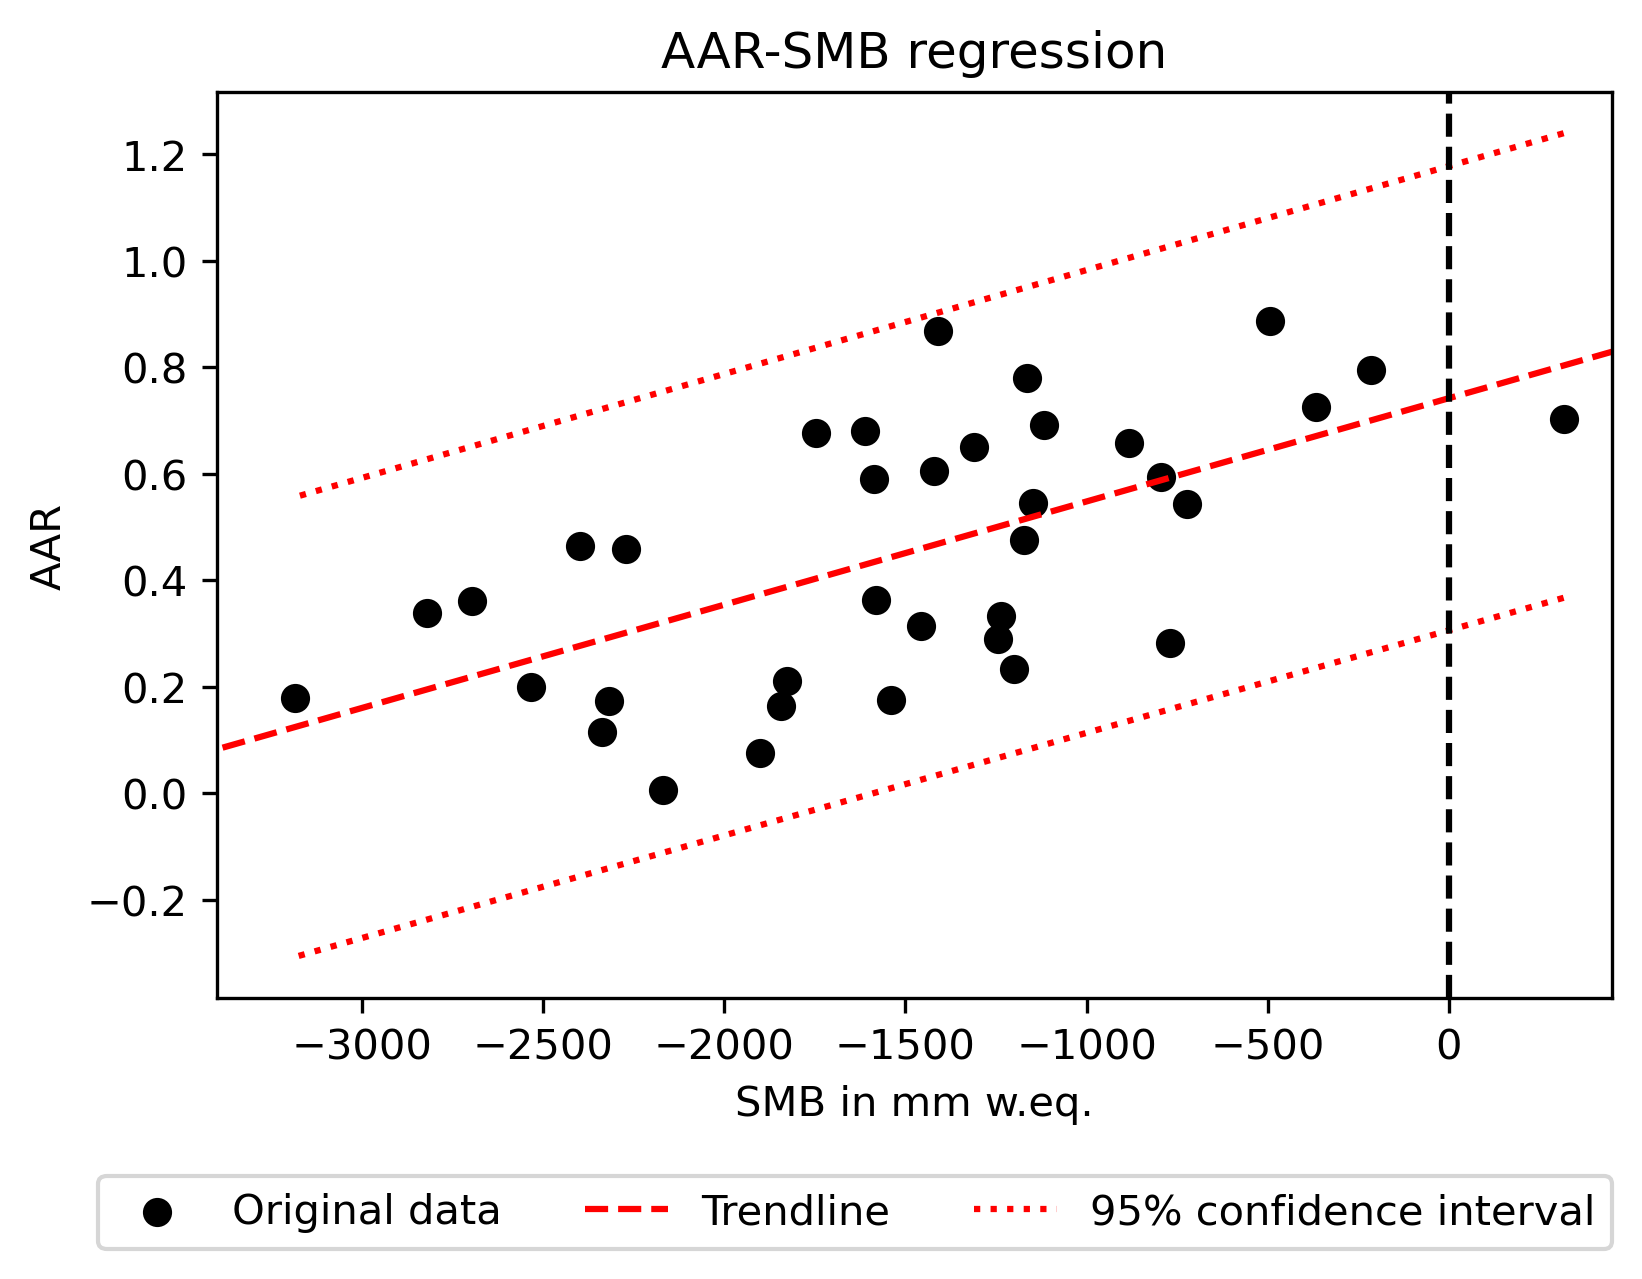 AAR-SMB regression
1.2
1.0
0.8
0.6
0.4
0.2
0.0
−0.2
AAR
−3000 −2500 −2000 −1500 −1000 −500 0
SMB in mm w.eq.
Original data Trendline 95% confidence interval